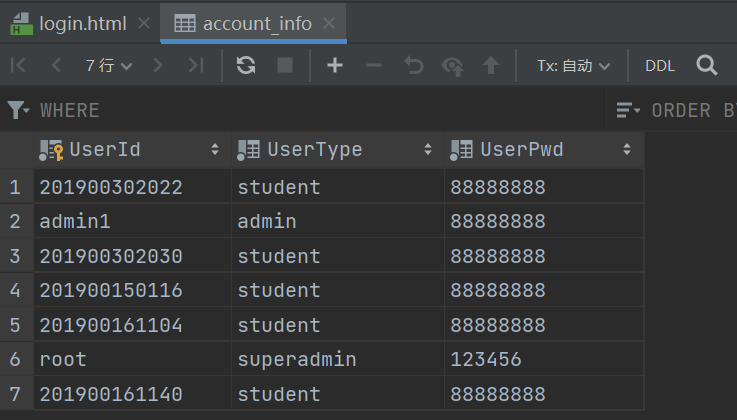 login.html account_info
7 行 Tx: 自动 DDL
WHERE ORDER B
UserId UserType UserPwd
1 201900302022 student 88888888
2 admin1 admin 88888888
3 201900302030 student 88888888
4 201900150116 student 88888888
5 201900161104 student 88888888
6 root superadmin 123456
7 201900161140 student 88888888